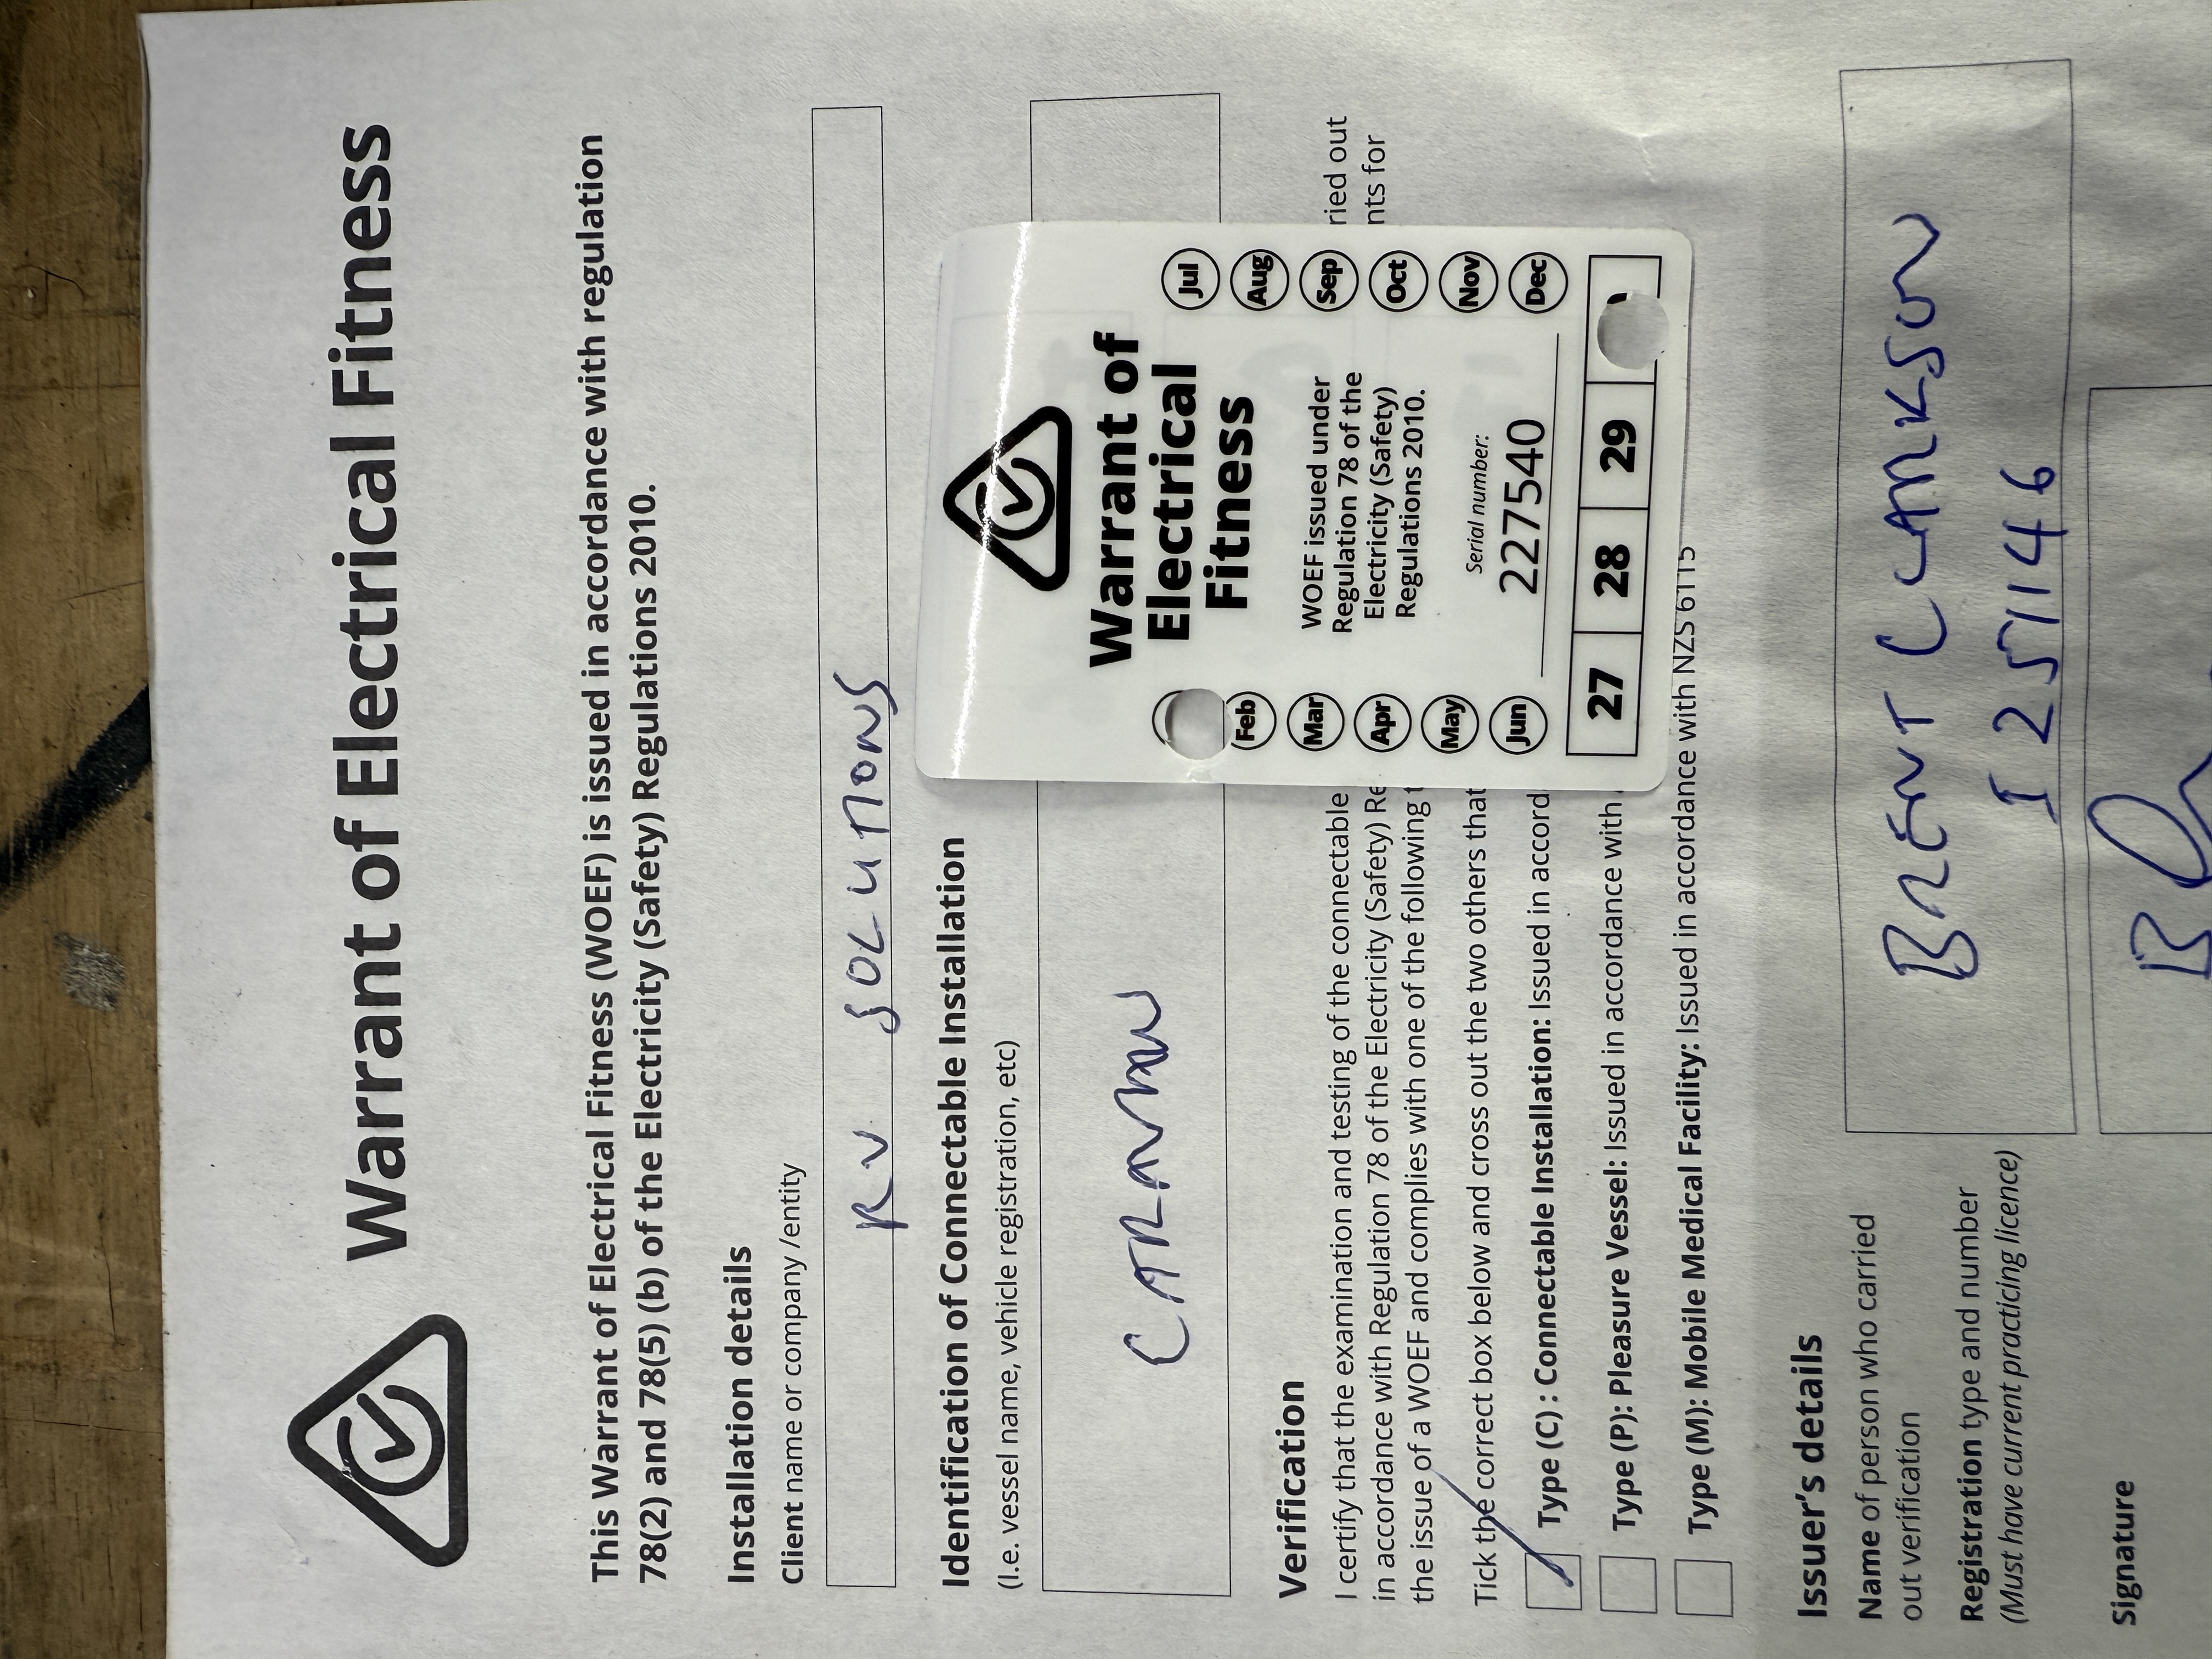 Warrant of Electrical Fitness
This Warrant of Electrical Fitness (WOEF) is issued in accordance with regulation
78(2) and 78(5) (b) of the Electricity (Safety) Regulations 2010.
Installation details
Client name or company /entity
RV SOLUTIONS
Identification of Connectable Installation
(I.e. vessel name, vehicle registration, etc)
CARAVAN
Verification
I certify that the examination and testing of the connectable
ried out
in accordance with Regulation 78 of the Electricity (Safety) Re
nts for
the issue of a WOEF and complies with one of the following
Tick the correct box below and cross out the two others that
Type (C) : Connectable Installation: Issued in accord
Type (P): Pleasure Vessel: Issued in accordance with
Type (M): Mobile Medical Facility: Issued in accordance with NZS 6115
Issuer's details
Name of person who carried
out verification
BRENT CLARKSON
Registration type and number
(Must have current practicing licence)
I 251146
Signature
Warrant of
Electrical
Fitness
WOEF issued under
Regulation 78 of the
Electricity (Safety)
Regulations 2010.
Serial number:
227540
Feb
Mar
Apr
May
Jun
Jul
Aug
Sep
Oct
Nov
Dec
27 28 29